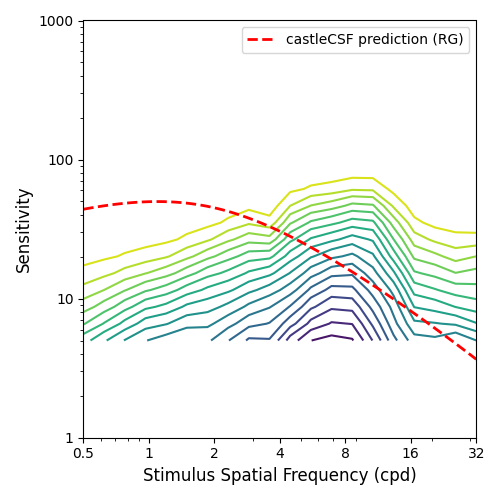 1000
castleCSF prediction (RG)
100
Sensitivity
10
1
0.5 1 2 4 8 16 32
Stimulus Spatial Frequency (cpd)